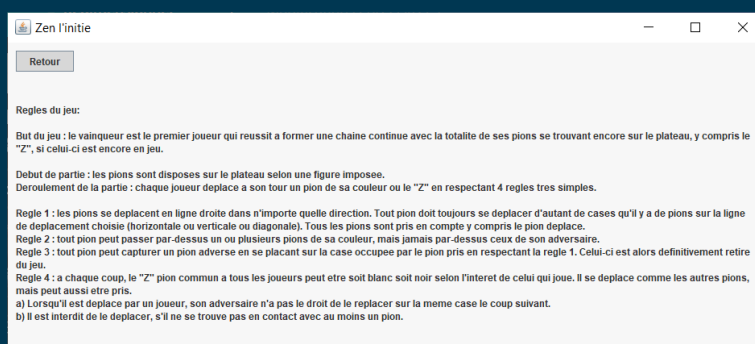 Zen l'initie
Retour
Regles du jeu:
But du jeu : le vainqueur est le premier joueur qui reussit a former une chaine continue avec la totalite de ses pions se trouvant encore sur le plateau, y compris le
"Z", si celui-ci est encore en jeu.
Debut de partie : les pions sont disposes sur le plateau selon une figure imposee.
Deroulement de la partie : chaque joueur deplace a son tour un pion de sa couleur ou le "Z" en respectant 4 regles tres simples.
Regle 1 : les pions se deplacent en ligne droite dans n'importe quelle direction. Tout pion doit toujours se deplacer d'autant de cases qu'il y a de pions sur la ligne
de deplacement choisie (horizontale ou verticale ou diagonale). Tous les pions sont pris en compte y compris le pion deplace.
Regle 2 : tout pion peut passer par-dessus un ou plusieurs pions de sa couleur, mais jamais par-dessus ceux de son adversaire.
Regle 3 : tout pion peut capturer un pion adverse en se placant sur la case occupee par le pion pris en respectant la regle 1. Celui-ci est alors definitivement retire
du jeu.
Regle 4 : a chaque coup, le "Z" pion commun a tous les joueurs peut etre soit blanc soit noir selon l'interet de celui qui joue. Il se deplace comme les autres pions,
mais peut aussi etre pris.
a) Lorsqu'il est deplace par un joueur, son adversaire n'a pas le droit de le replacer sur la meme case le coup suivant.
b) Il est interdit de le deplacer, s'il ne se trouve pas en contact avec au moins un pion.